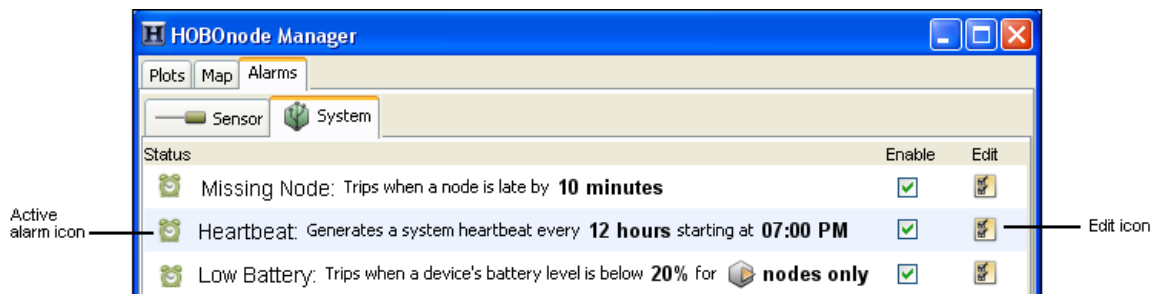 HOBOnode Manager
Plots Map Alarms
Sensor System
Status Enable Edit
Missing Node: Trips when a node is late by 10 minutes
Active
alarm icon
Heartbeat: Generates a system heartbeat every 12 hours starting at 07:00 PM
Edit icon
Low Battery: Trips when a device's battery level is below 20% for nodes only